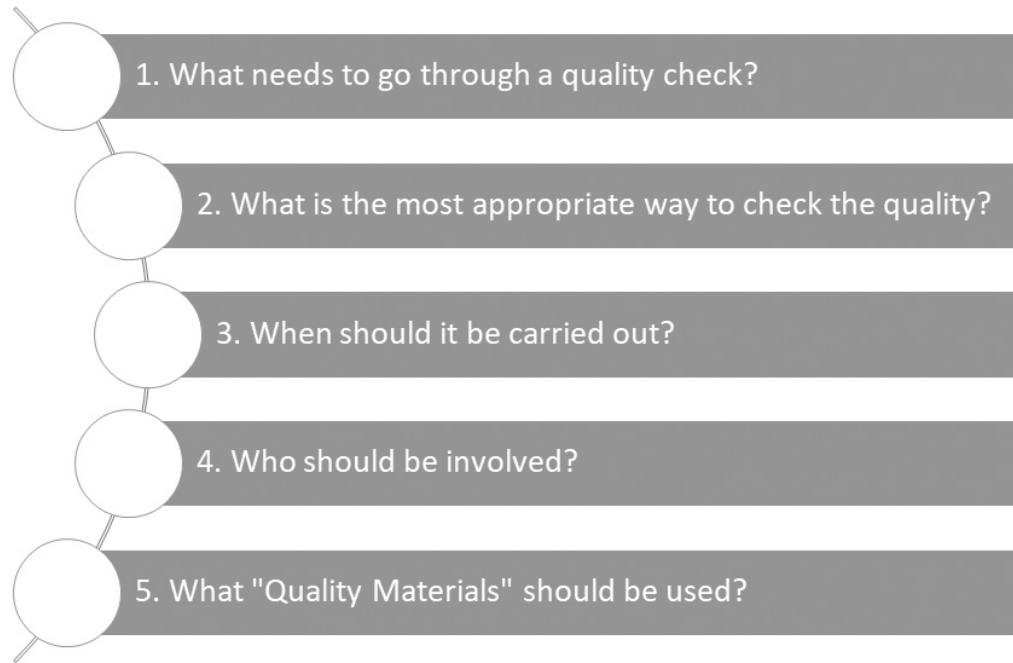 1. What needs to go through a quality check?
2. What is the most appropriate way to check the quality?
3. When should it be carried out?
4. Who should be involved?
5. What "Quality Materials" should be used?